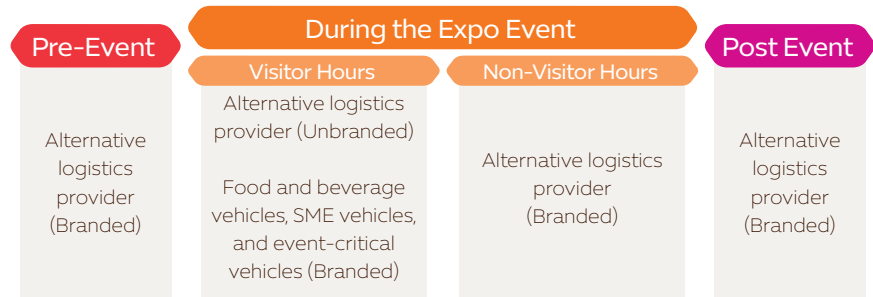 Pre-Event
Alternative
logistics
provider
(Branded)
During the Expo Event
Visitor Hours
Alternative logistics
provider (Unbranded)
Food and beverage
vehicles, SME vehicles,
and event-critical
vehicles (Branded)
Non-Visitor Hours
Alternative logistics
provider
(Branded)
Post Event
Alternative
logistics
provider
(Branded)